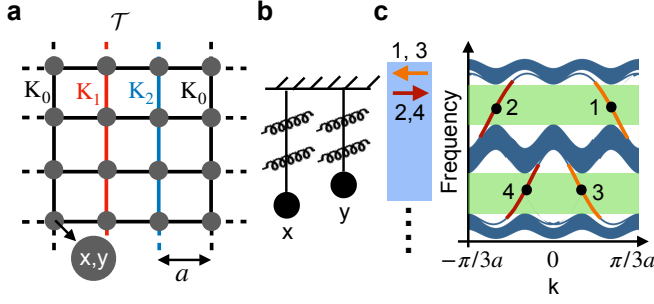 a
𝒯
K₀
K₁
K₂
K₀
x,y
a
b
x
y
c
1, 3
2,4
Frequency
2
1
4
3
−π/3a
0
π/3a
k